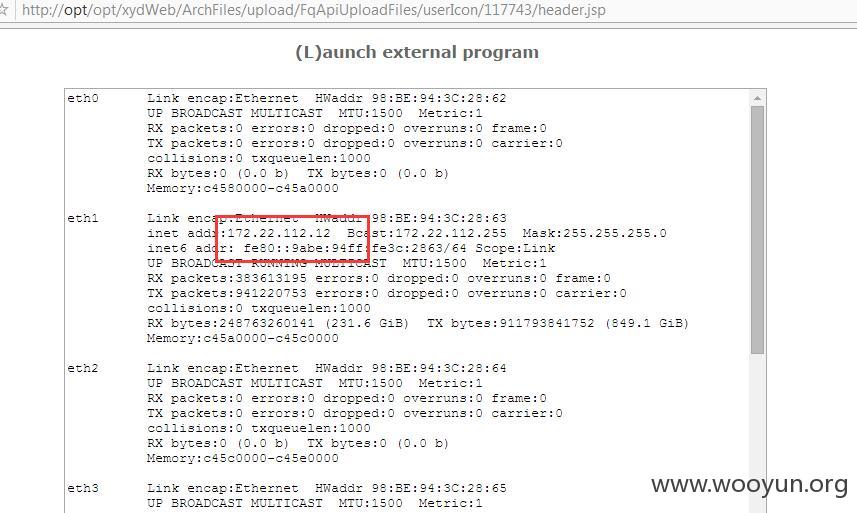 http://opt/opt/xydWeb/ArchFiles/upload/FqApiUploadFiles/userIcon/117743/header.jsp
(L)aunch external program
eth0 Link encap:Ethernet HWaddr 98:BE:94:3C:28:62
UP BROADCAST MULTICAST MTU:1500 Metric:1
RX packets:0 errors:0 dropped:0 overruns:0 frame:0
TX packets:0 errors:0 dropped:0 overruns:0 carrier:0
collisions:0 txqueuelen:1000
RX bytes:0 (0.0 b) TX bytes:0 (0.0 b)
Memory:c4580000-c45a0000
eth1 Link encap:Ethernet HWaddr 98:BE:94:3C:28:63
inet addr:172.22.112.12 Bcast:172.22.112.255 Mask:255.255.255.0
inet6 addr: fe80::9abe:94ff:fe3c:2863/64 Scope:Link
UP BROADCAST RUNNING MULTICAST MTU:1500 Metric:1
RX packets:383613195 errors:0 dropped:0 overruns:0 frame:0
TX packets:941220753 errors:0 dropped:0 overruns:0 carrier:0
collisions:0 txqueuelen:1000
RX bytes:248763260141 (231.6 GiB) TX bytes:911793841752 (849.1 GiB)
Memory:c45a0000-c45c0000
eth2 Link encap:Ethernet HWaddr 98:BE:94:3C:28:64
UP BROADCAST MULTICAST MTU:1500 Metric:1
RX packets:0 errors:0 dropped:0 overruns:0 frame:0
TX packets:0 errors:0 dropped:0 overruns:0 carrier:0
collisions:0 txqueuelen:1000
RX bytes:0 (0.0 b) TX bytes:0 (0.0 b)
Memory:c45c0000-c45e0000
eth3 Link encap:Ethernet HWaddr 98:BE:94:3C:28:65
UP BROADCAST MULTICAST MTU:1500 Metric:1
www.wooyun.org